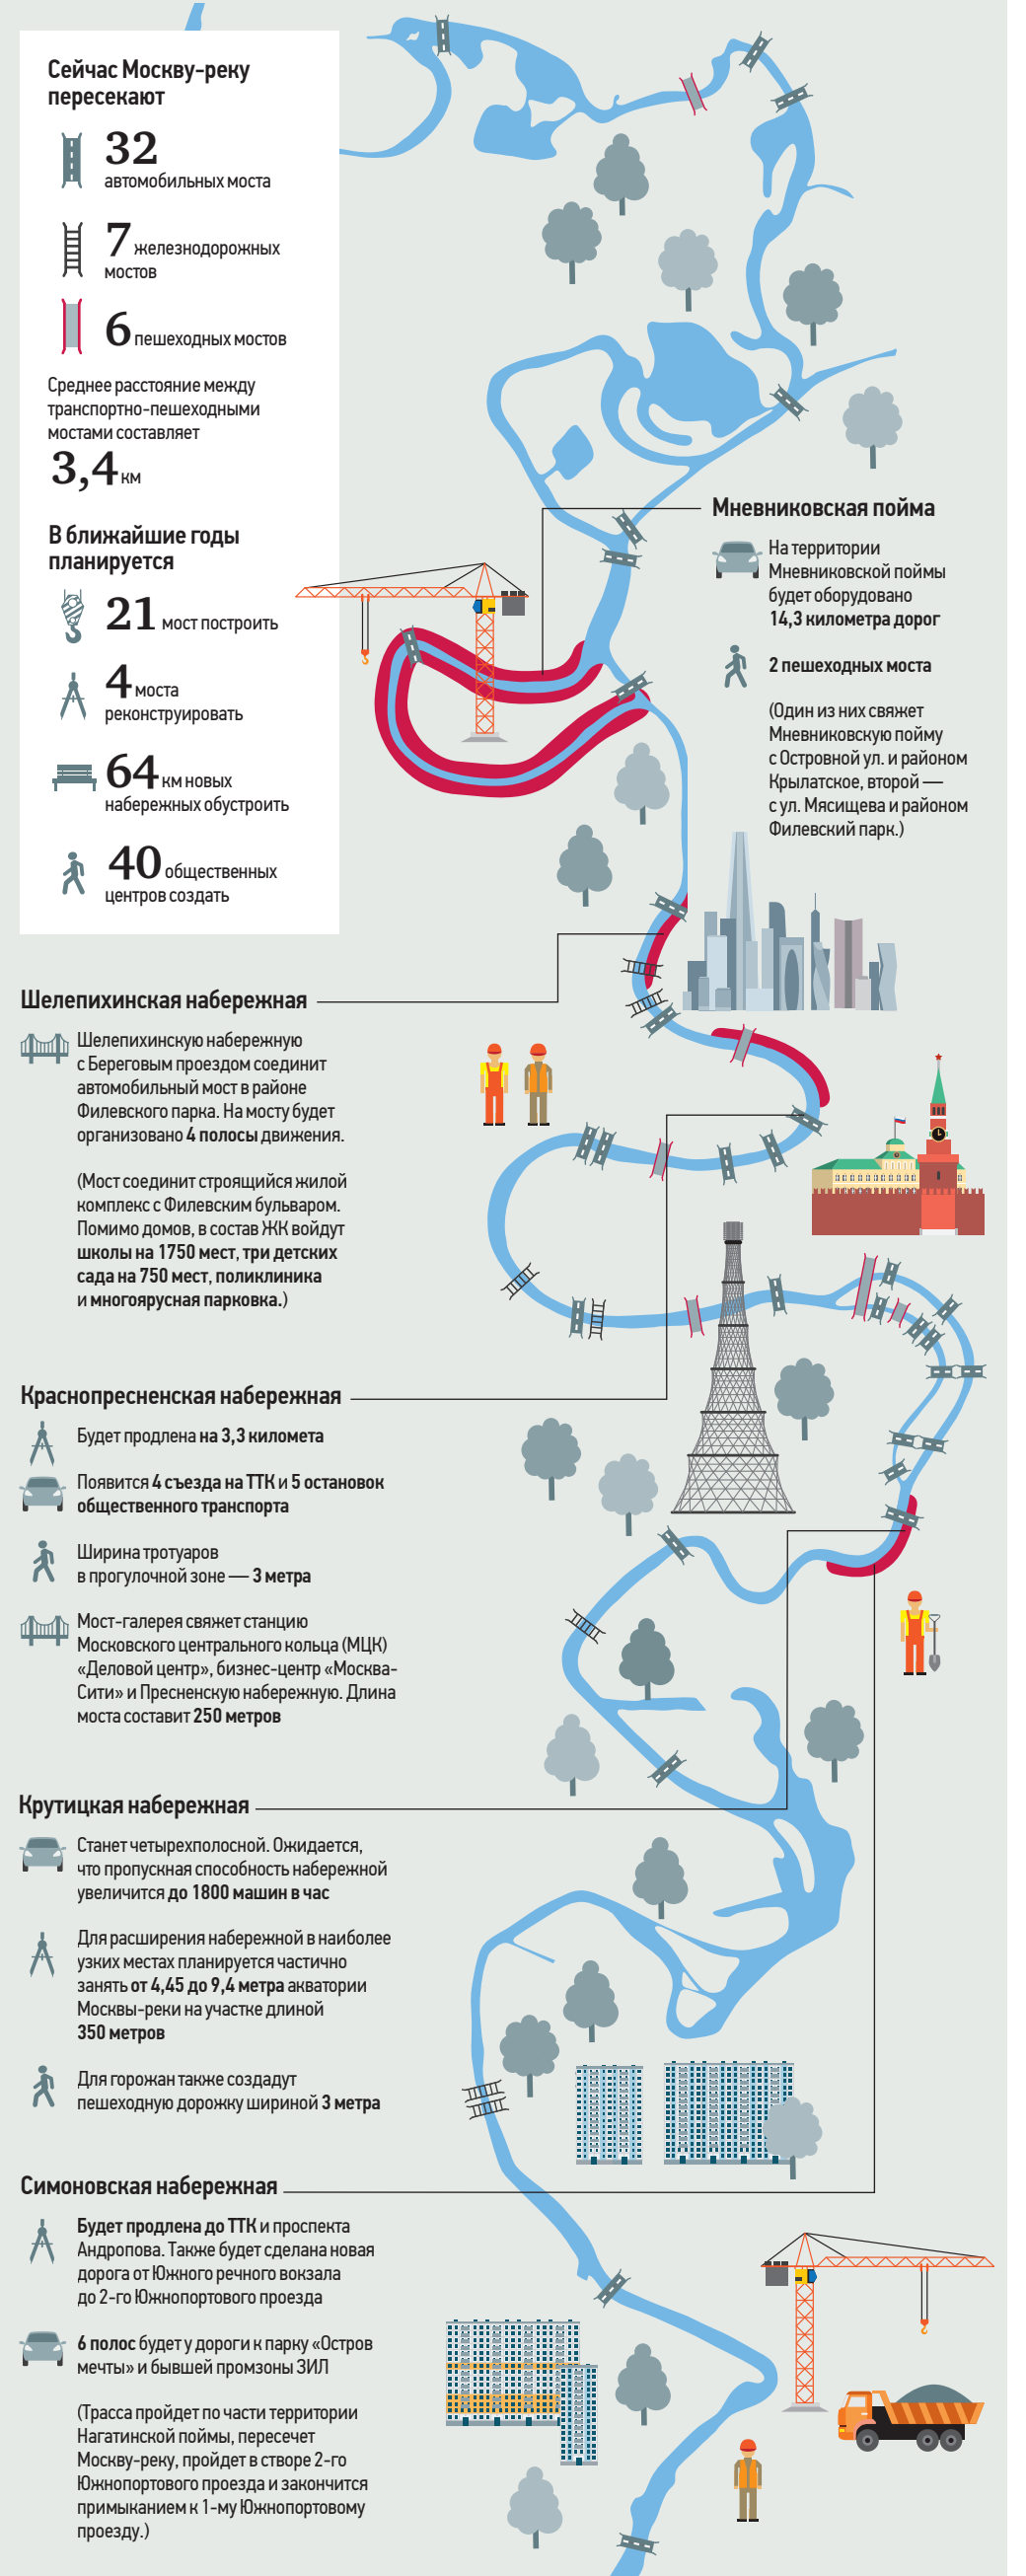 Сейчас Москву-реку
пересекают
32
автомобильных моста
7 железнодорожных
мостов
6 пешеходных мостов
Среднее расстояние между
транспортно-пешеходными
мостами составляет
3,4 км
В ближайшие годы
планируется
21 мост построить
4 моста
реконструировать
64 км новых
набережных обустроить
40 общественных
центров создать
Мневниковская пойма
На территории
Мневниковской поймы
будет оборудовано
14,3 километра дорог
2 пешеходных моста
(Один из них свяжет
Мневниковскую пойму
с Островной ул. и районом
Крылатское, второй —
с ул. Мясищева и районом
Филевский парк.)
Шелепихинская набережная
Шелепихинскую набережную
с Береговым проездом соединит
автомобильный мост в районе
Филевского парка. На мосту будет
организовано 4 полосы движения.
(Мост соединит строящийся жилой
комплекс с Филевским бульваром.
Помимо домов, в состав ЖК войдут
школы на 1750 мест, три детских
сада на 750 мест, поликлиника
и многоярусная парковка.)
Краснопресненская набережная
Будет продлена на 3,3 километа
Появится 4 съезда на ТТК и 5 остановок
общественного транспорта
Ширина тротуаров
в прогулочной зоне — 3 метра
Мост-галерея свяжет станцию
Московского центрального кольца (МЦК)
«Деловой центр», бизнес-центр «Москва-
Сити» и Пресненскую набережную. Длина
моста составит 250 метров
Крутицкая набережная
Станет четырехполосной. Ожидается,
что пропускная способность набережной
увеличится до 1800 машин в час
Для расширения набережной в наиболее
узких местах планируется частично
занять от 4,45 до 9,4 метра акватории
Москвы-реки на участке длиной
350 метров
Для горожан также создадут
пешеходную дорожку шириной 3 метра
Симоновская набережная
Будет продлена до ТТК и проспекта
Андропова. Также будет сделана новая
дорога от Южного речного вокзала
до 2-го Южнопортового проезда
6 полос будет у дороги к парку «Остров
мечты» и бывшей промзоны ЗИЛ
(Трасса пройдет по части территории
Нагатинской поймы, пересечет
Москву-реку, пройдет в створе 2-го
Южнопортового проезда и закончится
примыканием к 1-му Южнопортовому
проезду.)